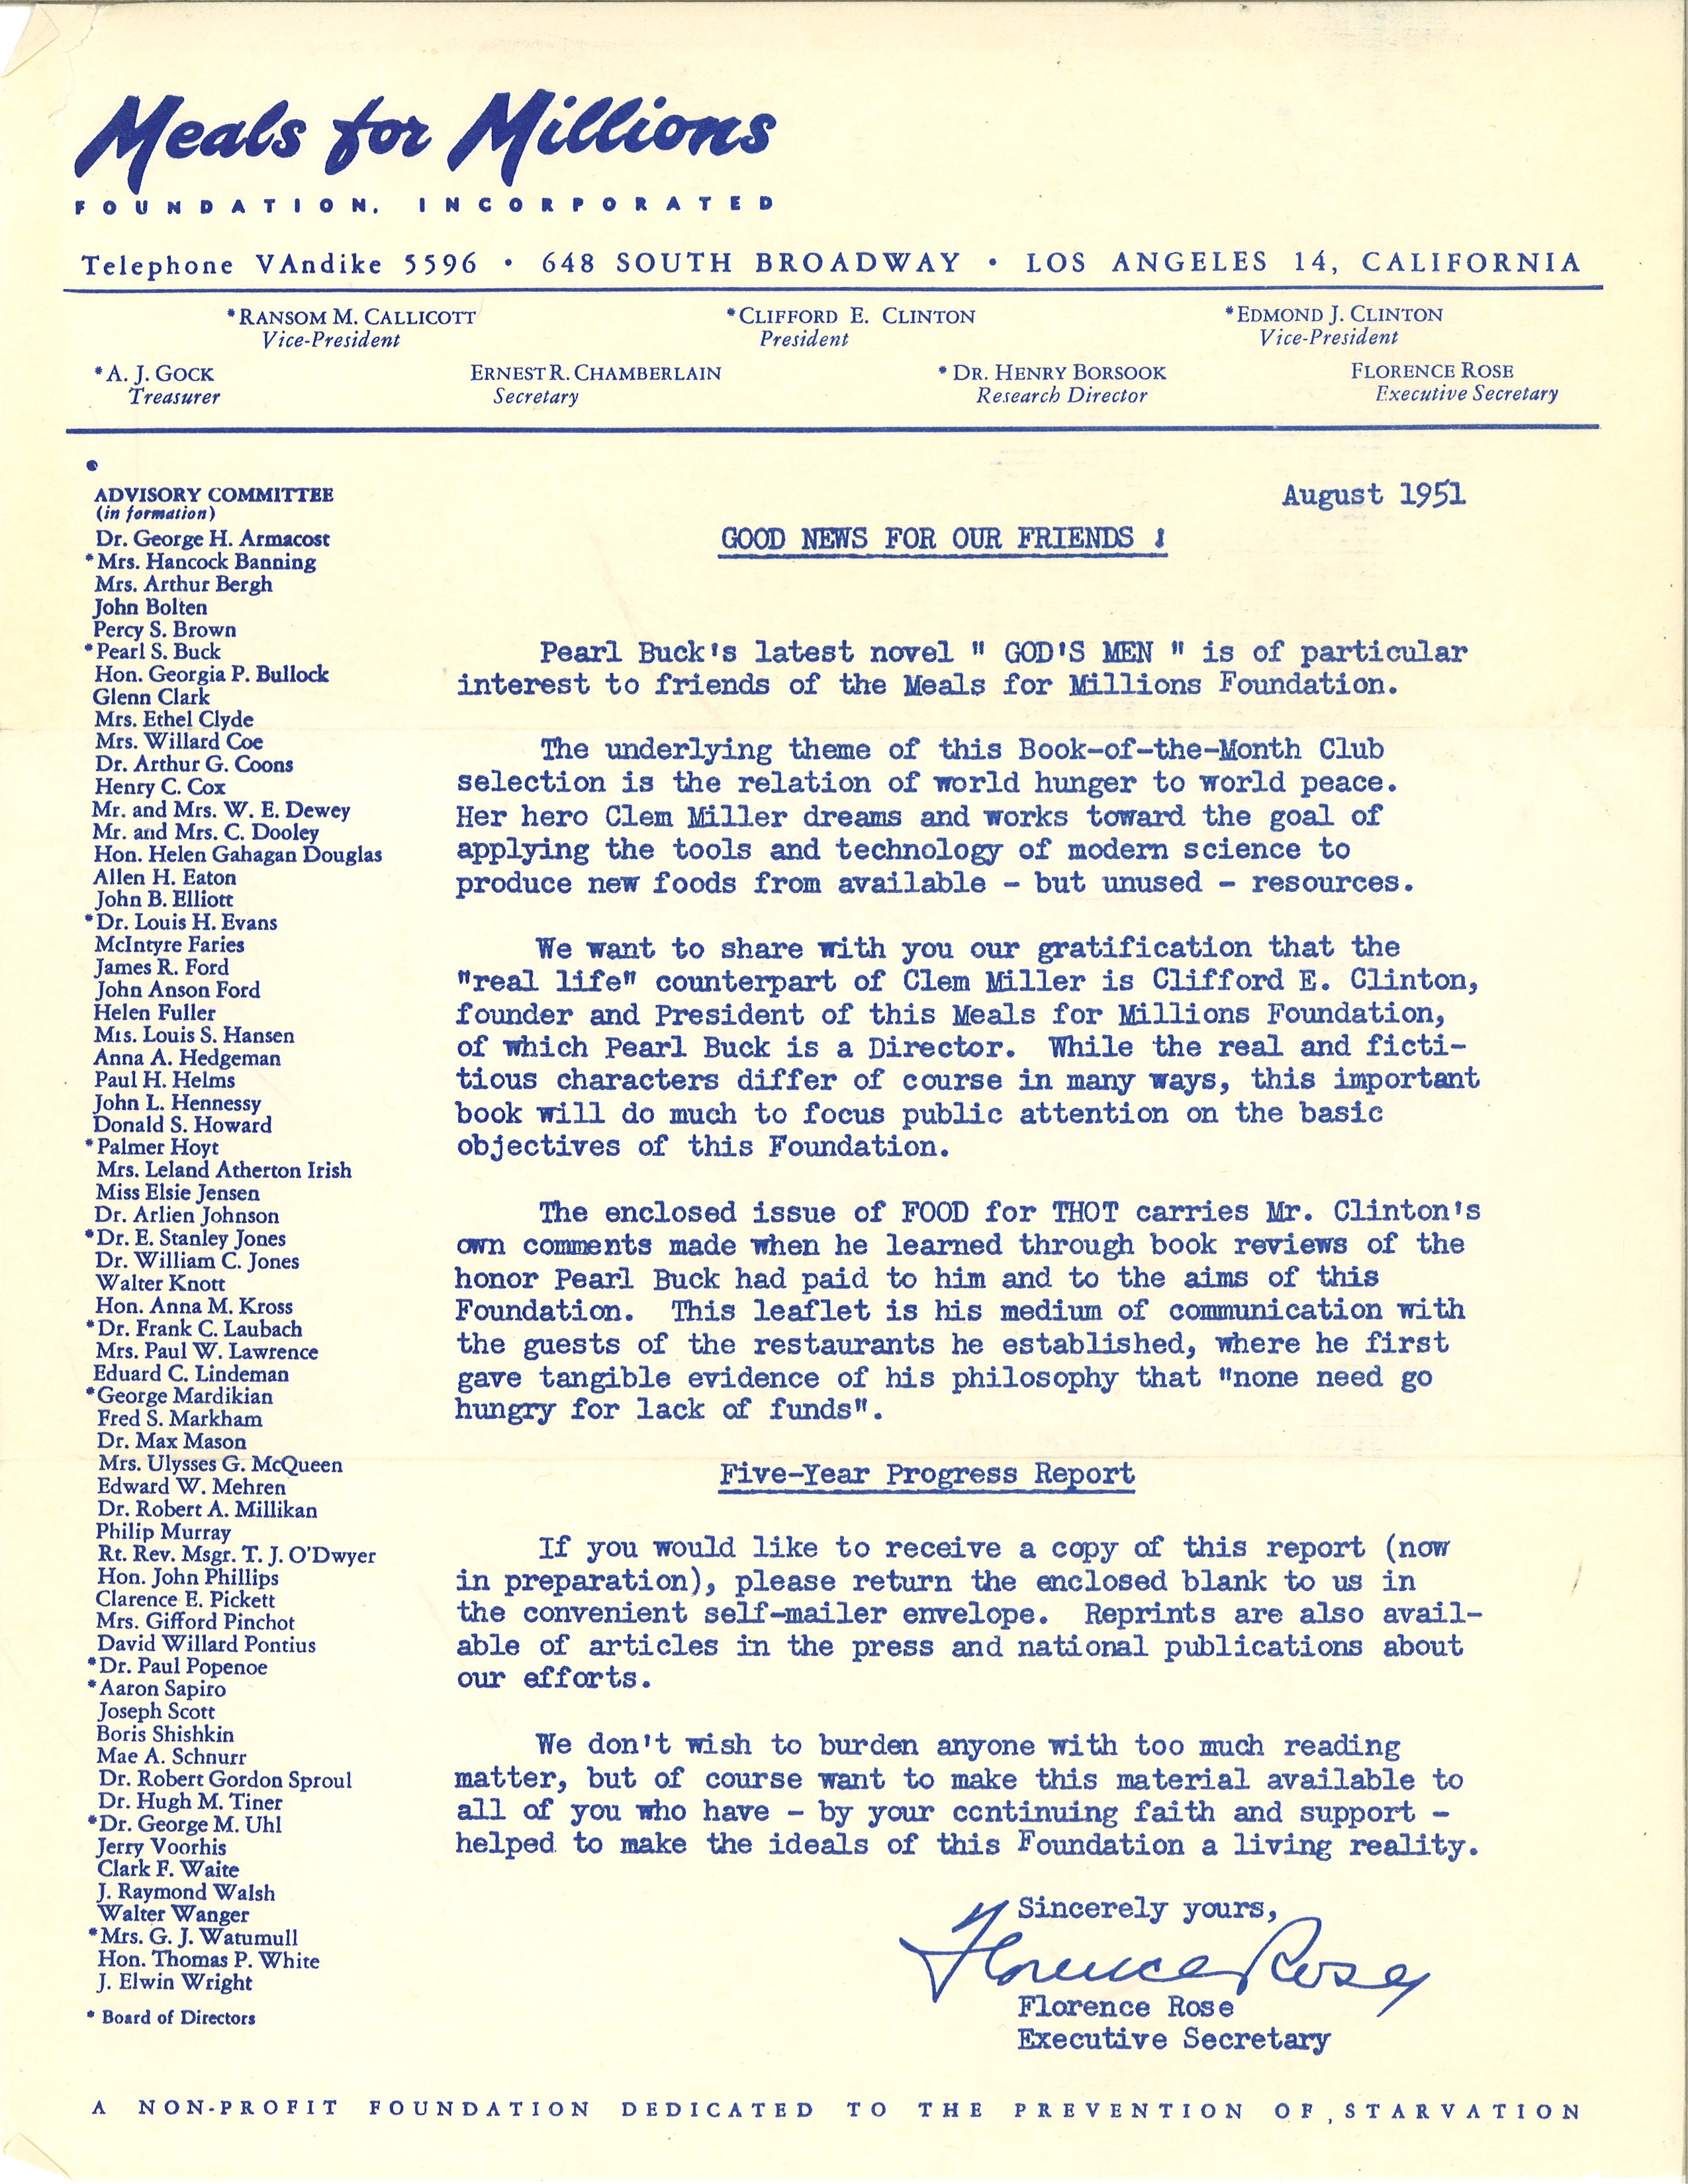 Meals for Millions
FOUNDATION, INCORPORATED
Telephone VAndike 5596 • 648 SOUTH BROADWAY • LOS ANGELES 14, CALIFORNIA
*RANSOM M. CALLICOTT *CLIFFORD E. CLINTON *EDMOND J. CLINTON
Vice-President President Vice-President
*A. J. GOCK ERNEST R. CHAMBERLAIN *DR. HENRY BORSOOK FLORENCE ROSE
Treasurer Secretary Research Director Executive Secretary
•
ADVISORY COMMITTEE
(in formation)
Dr. George H. Armacost
*Mrs. Hancock Banning
Mrs. Arthur Bergh
John Bolten
Percy S. Brown
*Pearl S. Buck
Hon. Georgia P. Bullock
Glenn Clark
Mrs. Ethel Clyde
Mrs. Willard Coe
Dr. Arthur G. Coons
Henry C. Cox
Mr. and Mrs. W. E. Dewey
Mr. and Mrs. C. Dooley
Hon. Helen Gahagan Douglas
Allen H. Eaton
John B. Elliott
*Dr. Louis H. Evans
McIntyre Faries
James R. Ford
John Anson Ford
Helen Fuller
Mrs. Louis S. Hansen
Anna A. Hedgeman
Paul H. Helms
John L. Hennessy
Donald S. Howard
*Palmer Hoyt
Mrs. Leland Atherton Irish
Miss Elsie Jensen
Dr. Arlien Johnson
*Dr. E. Stanley Jones
Dr. William C. Jones
Walter Knott
Hon. Anna M. Kross
*Dr. Frank C. Laubach
Mrs. Paul W. Lawrence
Eduard C. Lindeman
*George Mardikian
Fred S. Markham
Dr. Max Mason
Mrs. Ulysses G. McQueen
Edward W. Mehren
Dr. Robert A. Millikan
Philip Murray
Rt. Rev. Msgr. T. J. O'Dwyer
Hon. John Phillips
Clarence E. Pickett
Mrs. Gifford Pinchot
David Willard Pontius
*Dr. Paul Popenoe
*Aaron Sapiro
Joseph Scott
Boris Shishkin
Mae A. Schnurr
Dr. Robert Gordon Sproul
Dr. Hugh M. Tiner
*Dr. George M. Uhl
Jerry Voorhis
Clark F. Waite
J. Raymond Walsh
Walter Wanger
*Mrs. G. J. Watumull
Hon. Thomas P. White
J. Elwin Wright
* Board of Directors
August 1951
GOOD NEWS FOR OUR FRIENDS !
Pearl Buck's latest novel " GOD'S MEN " is of particular
interest to friends of the Meals for Millions Foundation.
The underlying theme of this Book-of-the-Month Club
selection is the relation of world hunger to world peace.
Her hero Clem Miller dreams and works toward the goal of
applying the tools and technology of modern science to
produce new foods from available - but unused - resources.
We want to share with you our gratification that the
"real life" counterpart of Clem Miller is Clifford E. Clinton,
founder and President of this Meals for Millions Foundation,
of which Pearl Buck is a Director. While the real and ficti-
tious characters differ of course in many ways, this important
book will do much to focus public attention on the basic
objectives of this Foundation.
The enclosed issue of FOOD for THOT carries Mr. Clinton's
own comments made when he learned through book reviews of the
honor Pearl Buck had paid to him and to the aims of this
Foundation. This leaflet is his medium of communication with
the guests of the restaurants he established, where he first
gave tangible evidence of his philosophy that "none need go
hungry for lack of funds".
Five-Year Progress Report
If you would like to receive a copy of this report (now
in preparation), please return the enclosed blank to us in
the convenient self-mailer envelope. Reprints are also avail-
able of articles in the press and national publications about
our efforts.
We don't wish to burden anyone with too much reading
matter, but of course want to make this material available to
all of you who have - by your continuing faith and support -
helped to make the ideals of this Foundation a living reality.
Sincerely yours,
Florence Rose
Florence Rose
Executive Secretary
A NON-PROFIT FOUNDATION DEDICATED TO THE PREVENTION OF STARVATION